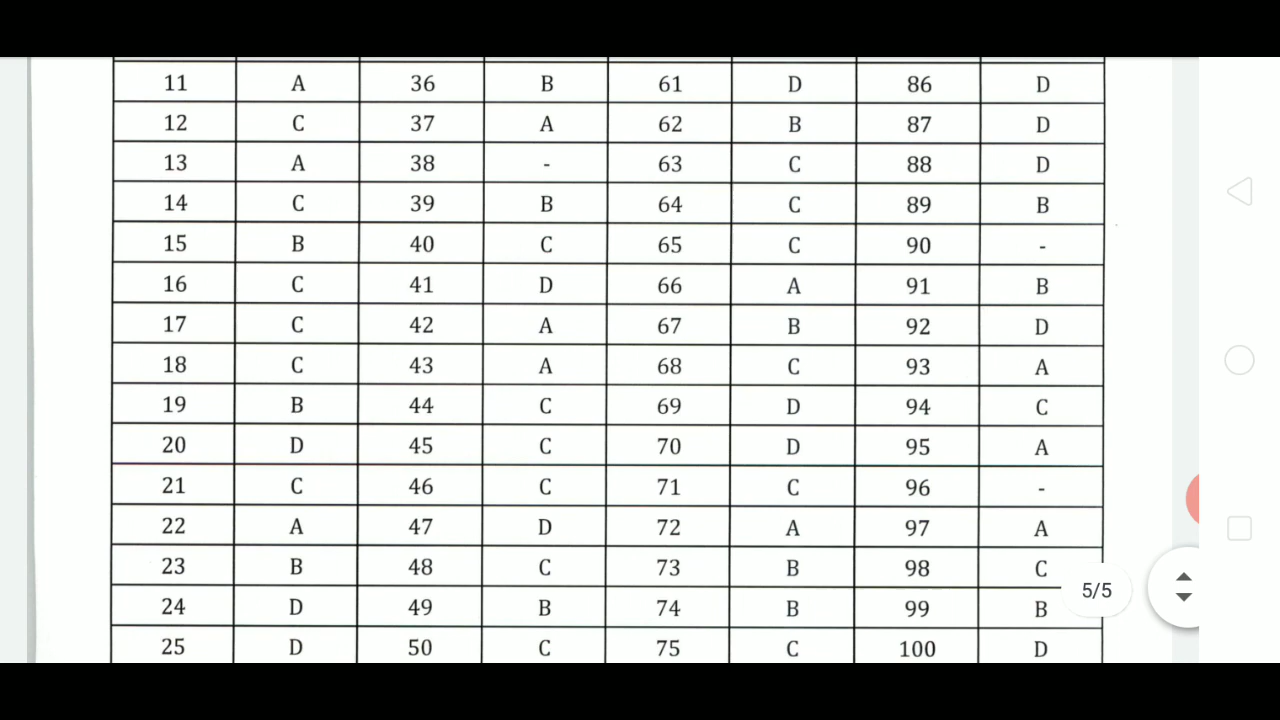 11 A 36 B 61 D 86 D
12 C 37 A 62 B 87 D
13 A 38 - 63 C 88 D
14 C 39 B 64 C 89 B
15 B 40 C 65 C 90 -
16 C 41 D 66 A 91 B
17 C 42 A 67 B 92 D
18 C 43 A 68 C 93 A
19 B 44 C 69 D 94 C
20 D 45 C 70 D 95 A
21 C 46 C 71 C 96 -
22 A 47 D 72 A 97 A
23 B 48 C 73 B 98 C
5/5
24 D 49 B 74 B 99 B
25 D 50 C 75 C 100 D